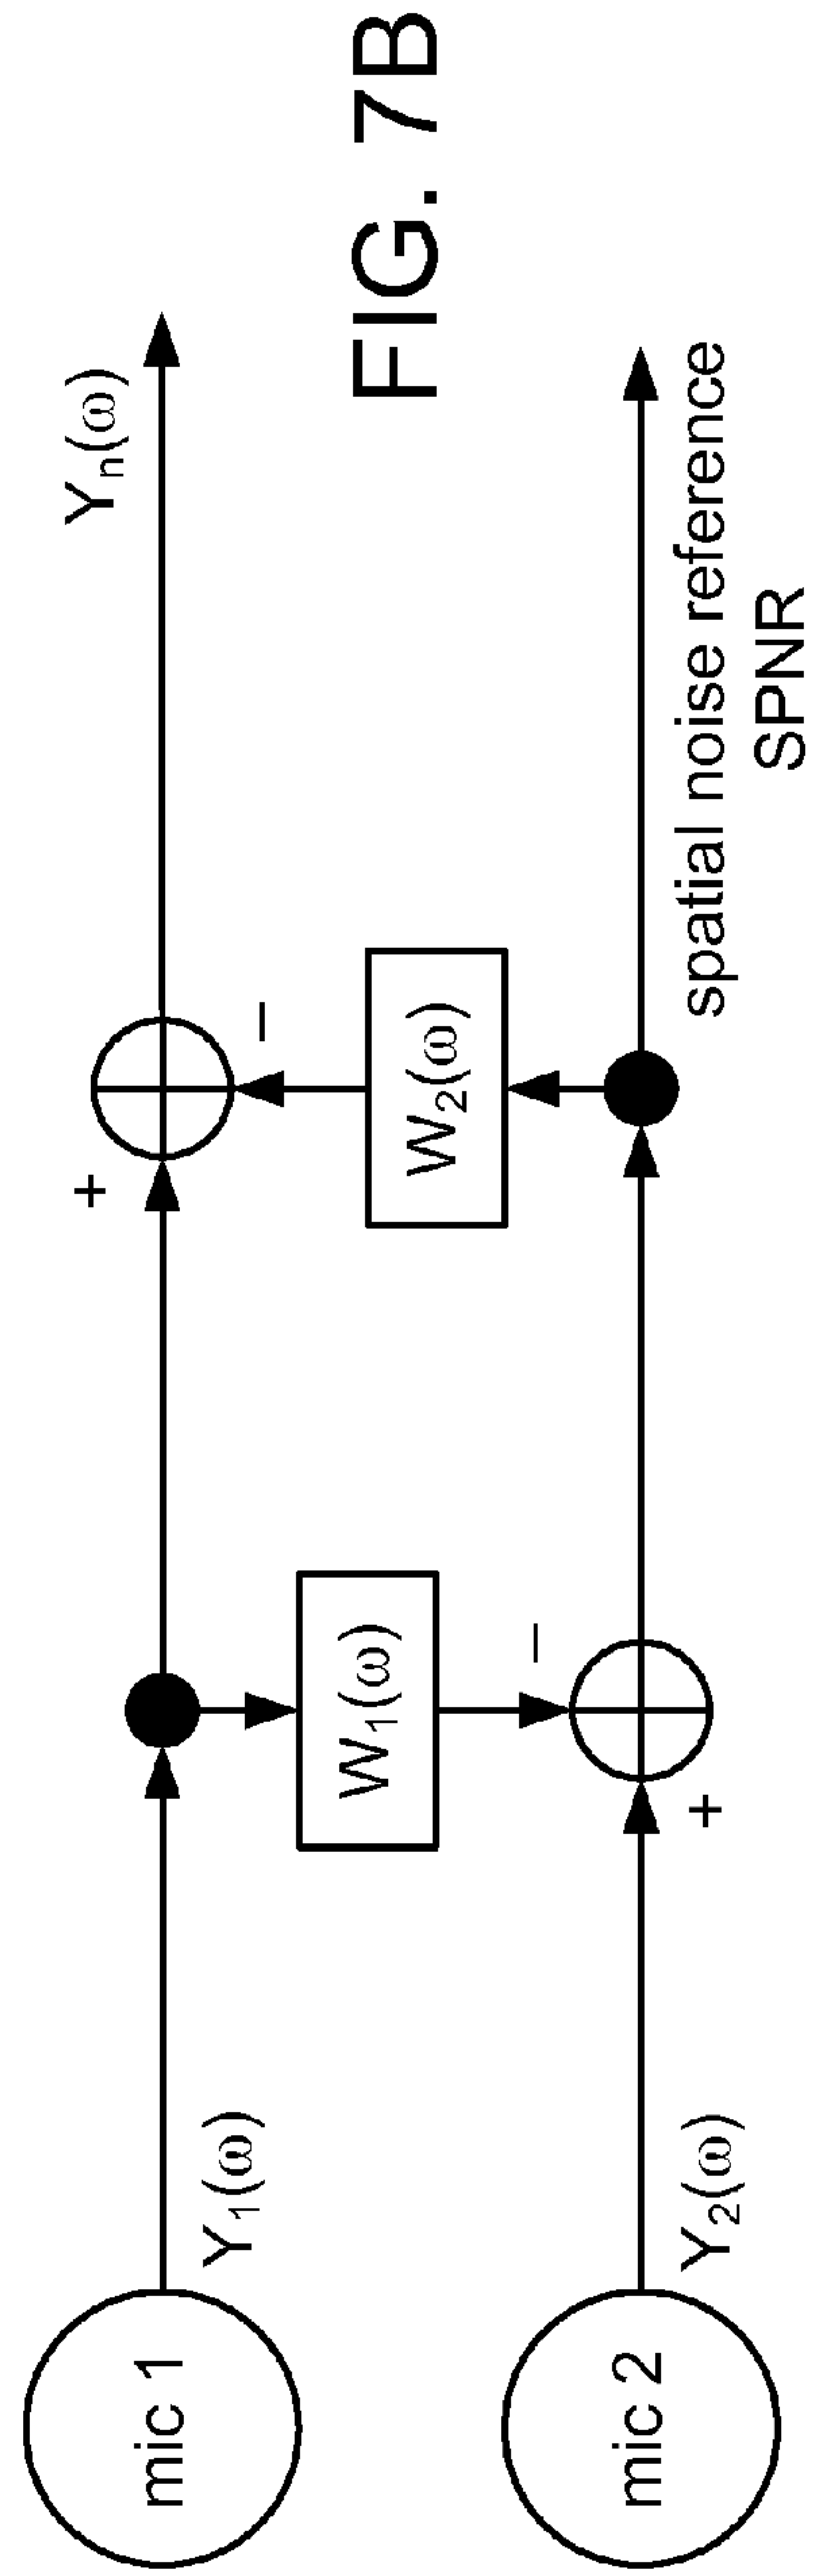 mic 1
Y₁(ω)
W₁(ω)
+
−
Yₙ(ω)
mic 2
Y₂(ω)
+
−
W₂(ω)
spatial noise reference
SPNR
FIG. 7B